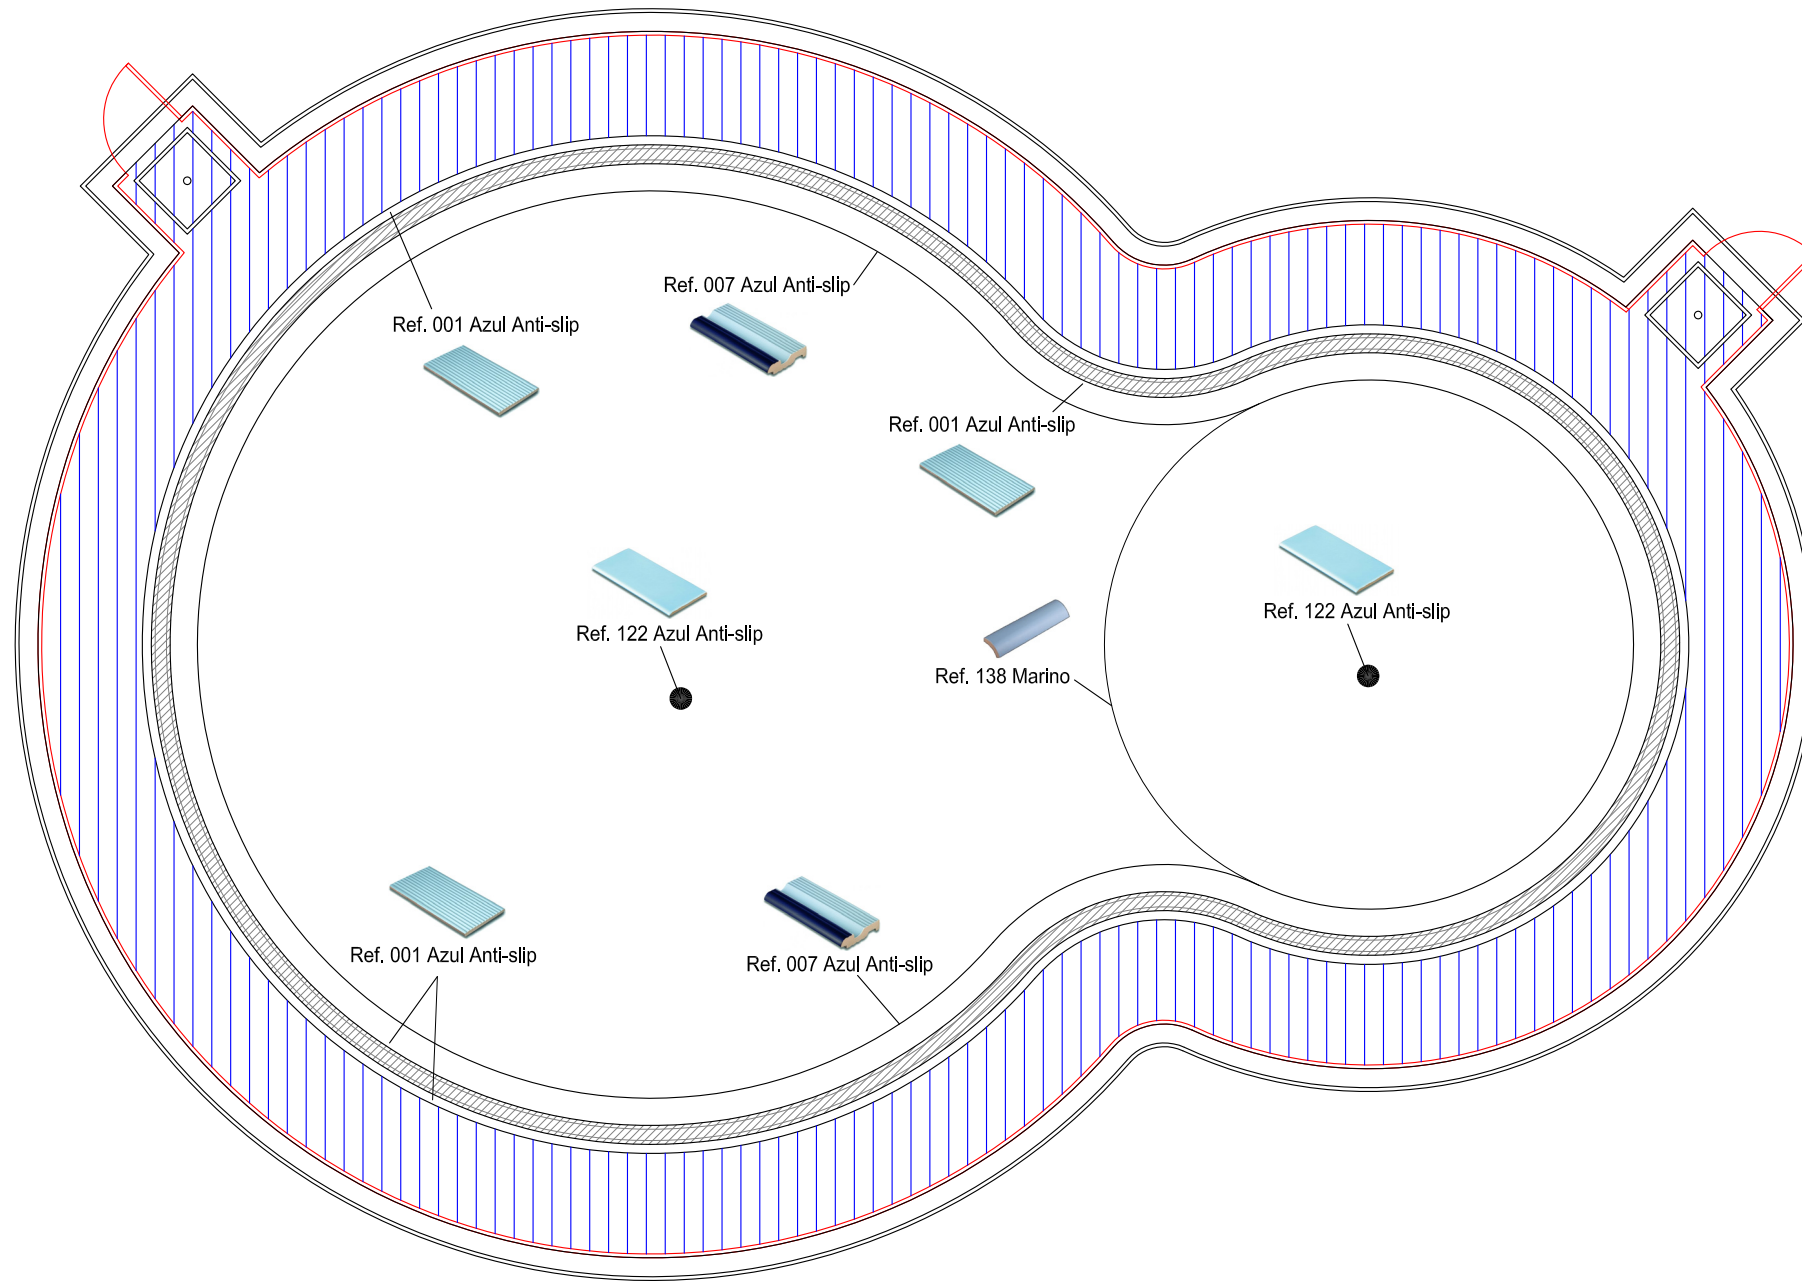 Ref. 007 Azul Anti-slip
Ref. 001 Azul Anti-slip
Ref. 001 Azul Anti-slip
Ref. 122 Azul Anti-slip
Ref. 122 Azul Anti-slip
Ref. 138 Marino
Ref. 001 Azul Anti-slip
Ref. 007 Azul Anti-slip